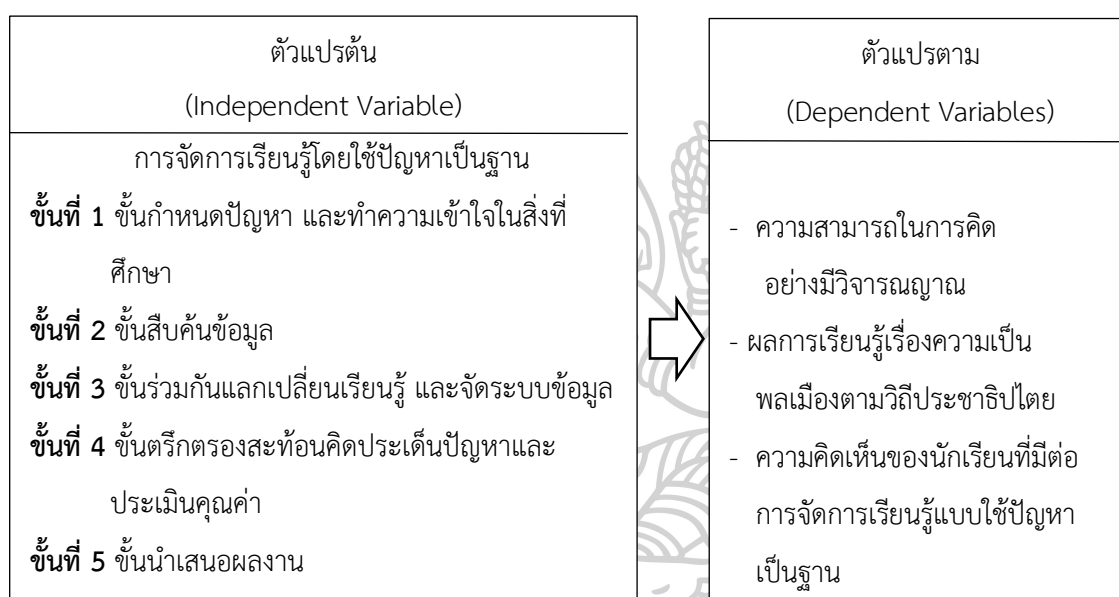 ตัวแปรต้น
(Independent Variable)
การจัดการเรียนรู้โดยใช้ปัญหาเป็นฐาน
ขั้นที่ 1 ขั้นกำหนดปัญหา และทำความเข้าใจในสิ่งที่
ศึกษา
ขั้นที่ 2 ขั้นสืบค้นข้อมูล
ขั้นที่ 3 ขั้นร่วมกันแลกเปลี่ยนเรียนรู้ และจัดระบบข้อมูล
ขั้นที่ 4 ขั้นตรึกตรองสะท้อนคิดประเด็นปัญหาและ
ประเมินคุณค่า
ขั้นที่ 5 ขั้นนำเสนอผลงาน
ตัวแปรตาม
(Dependent Variables)
- ความสามารถในการคิด
อย่างมีวิจารณญาณ
- ผลการเรียนรู้เรื่องความเป็น
พลเมืองตามวิถีประชาธิปไตย
- ความคิดเห็นของนักเรียนที่มีต่อ
การจัดการเรียนรู้แบบใช้ปัญหา
เป็นฐาน